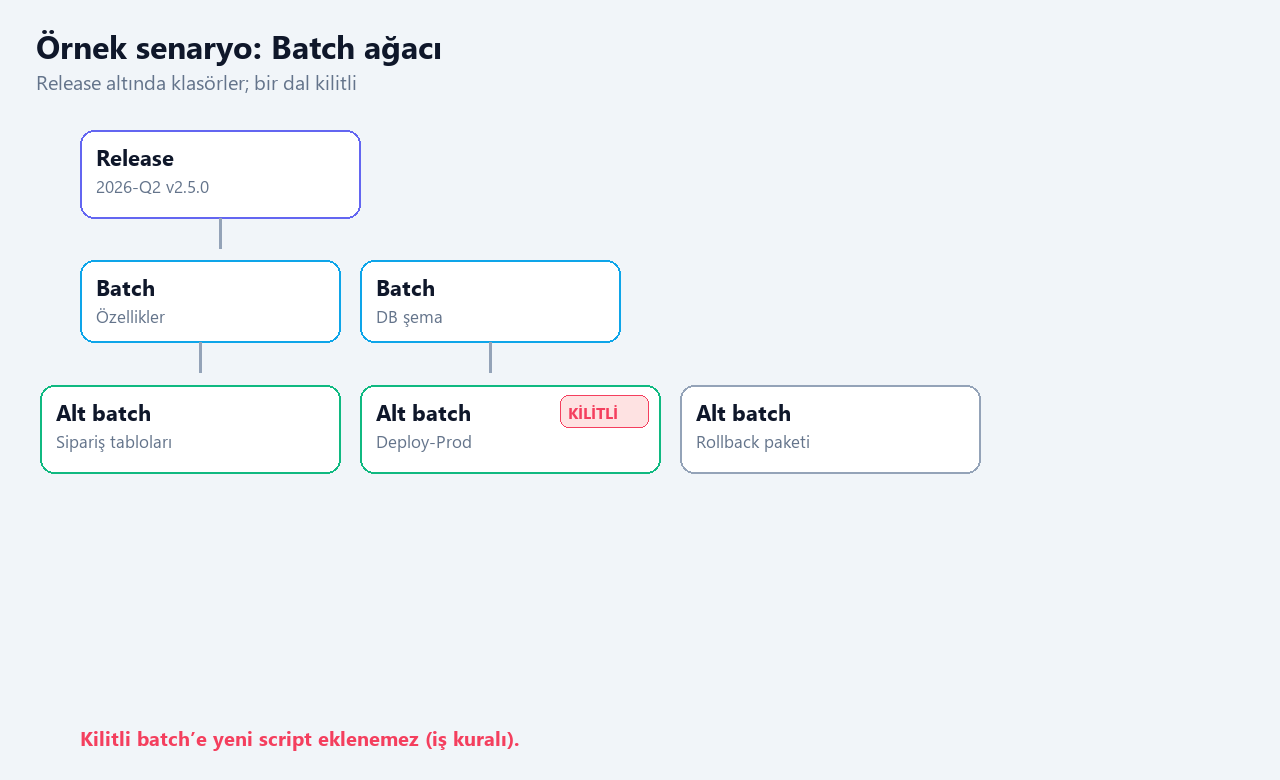 Örnek senaryo: Batch ağacı
Release altında klasörler; bir dal kilitli
Release
2026-Q2 v2.5.0
Batch
Özellikler
Batch
DB şema
Alt batch
Sipariş tabloları
Alt batch
KİLİTLİ
Deploy-Prod
Alt batch
Rollback paketi
Kilitli batch’e yeni script eklenemez (iş kuralı).